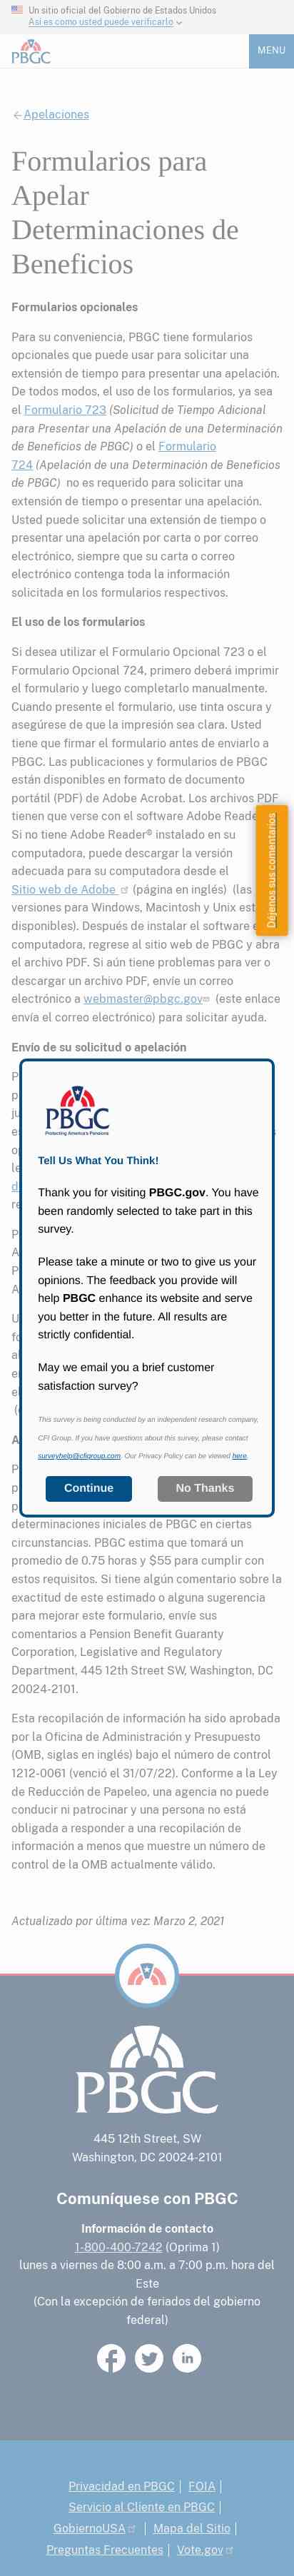 Un sitio oficial del Gobierno de Estados Unidos
Así es como usted puede verificarlo
PBGC
MENU
Apelaciones
Formularios para
Apelar
Determinaciones de
Beneficios
Formularios opcionales
Para su conveniencia, PBGC tiene formularios
opcionales que puede usar para solicitar una
extensión de tiempo para presentar una apelación.
De todos modos, el uso de los formularios, ya sea
el Formulario 723 (Solicitud de Tiempo Adicional
para Presentar una Apelación de una Determinación
de Beneficios de PBGC) o el Formulario
724 (Apelación de una Determinación de Beneficios
de PBGC) no es requerido para solicitar una
extensión de tiempo o presentar una apelación.
Usted puede solicitar una extensión de tiempo o
presentar una apelación por carta o por correo
electrónico, siempre que su carta o correo
electrónico contenga toda la información
solicitada en los formularios respectivos.
El uso de los formularios
Si desea utilizar el Formulario Opcional 723 o el
Formulario Opcional 724, primero deberá imprimir
el formulario y luego completarlo manualmente.
Cuando presente el formulario, use tinta oscura y
asegúrese de que la impresión sea clara. Usted
tiene que firmar el formulario antes de enviarlo a
PBGC. Las publicaciones y formularios de PBGC
están disponibles en formato de documento
portátil (PDF) de Adobe Acrobat. Los archivos PDF
tienen que verse con el software Adobe Reader
Si no tiene Adobe Reader® instalado en su
computadora, puede descargar la versión
adecuada para su computadora desde el
Sitio web de Adobe (página en inglés) (las
versiones para Windows, Macintosh y Unix están
disponibles). Después de instalar el software en su
computadora, regrese al sitio web de PBGC y abra
el archivo PDF. Si aún tiene problemas para ver o
descargar un archivo PDF, envíe un correo
electrónico a webmaster@pbgc.gov (este enlace
envía el correo electrónico) para solicitar ayuda.
Déjenos sus comentarios
Envío de su solicitud o apelación
PBGC
Protecting America's Pensions
Tell Us What You Think!
Thank you for visiting PBGC.gov. You have
been randomly selected to take part in this
survey.
Please take a minute or two to give us your
opinions. The feedback you provide will
help PBGC enhance its website and serve
you better in the future. All results are
strictly confidential.
May we email you a brief customer
satisfaction survey?
This survey is being conducted by an independent research company,
CFI Group. If you have questions about this survey, please contact
surveyhelp@cfigroup.com. Our Privacy Policy can be viewed here.
Continue
No Thanks
determinaciones iniciales de PBGC en ciertas
circunstancias. PBGC estima que tomará un
promedio de 0.75 horas y $55 para cumplir con
estos requisitos. Si tiene algún comentario sobre la
exactitud de este estimado o alguna sugerencia
para mejorar este formulario, envíe sus
comentarios a Pension Benefit Guaranty
Corporation, Legislative and Regulatory
Department, 445 12th Street SW, Washington, DC
20024-2101.
Esta recopilación de información ha sido aprobada
por la Oficina de Administración y Presupuesto
(OMB, siglas en inglés) bajo el número de control
1212-0061 (venció el 31/07/22). Conforme a la Ley
de Reducción de Papeleo, una agencia no puede
conducir ni patrocinar y una persona no está
obligada a responder a una recopilación de
información a menos que muestre un número de
control de la OMB actualmente válido.
Actualizado por última vez: Marzo 2, 2021
PBGC
445 12th Street, SW
Washington, DC 20024-2101
Comuníquese con PBGC
Información de contacto
1-800-400-7242 (Oprima 1)
lunes a viernes de 8:00 a.m. a 7:00 p.m. hora del
Este
(Con la excepción de feriados del gobierno
federal)
Privacidad en PBGC | FOIA |
Servicio al Cliente en PBGC |
GobiernoUSA | Mapa del Sitio |
Preguntas Frecuentes | Vote.gov